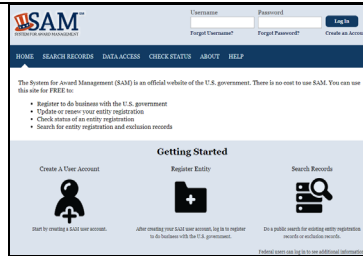 Username
Password
SAM
SYSTEM FOR AWARD MANAGEMENT
Log In
Forgot Username?
Forgot Password?
Create an Accou
HOME SEARCH RECORDS DATA ACCESS CHECK STATUS ABOUT HELP
The System for Award Management (SAM) is an official website of the U.S. government. There is no cost to use SAM. You can use
this site for FREE to:
• Register to do business with the U.S. government
• Update or renew your entity registration
• Check status of an entity registration
• Search for entity registration and exclusion records
Getting Started
Create A User Account
Register Entity
Search Records
Start by creating a SAM user account.
After creating your SAM user account, log in to register
to do business with the U.S. government.
Do a public search for existing entity registration
records or exclusion records.
Federal users can log in to see additional information